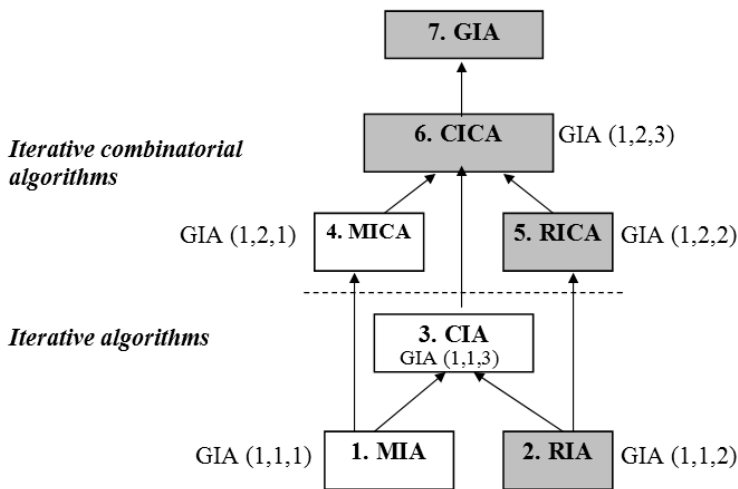 7. GIA
6. CICA
GIA (1,2,3)
Iterative combinatorial
algorithms
GIA (1,2,1)
4. MICA
5. RICA
GIA (1,2,2)
Iterative algorithms
3. CIA
GIA (1,1,3)
GIA (1,1,1)
1. MIA
2. RIA
GIA (1,1,2)